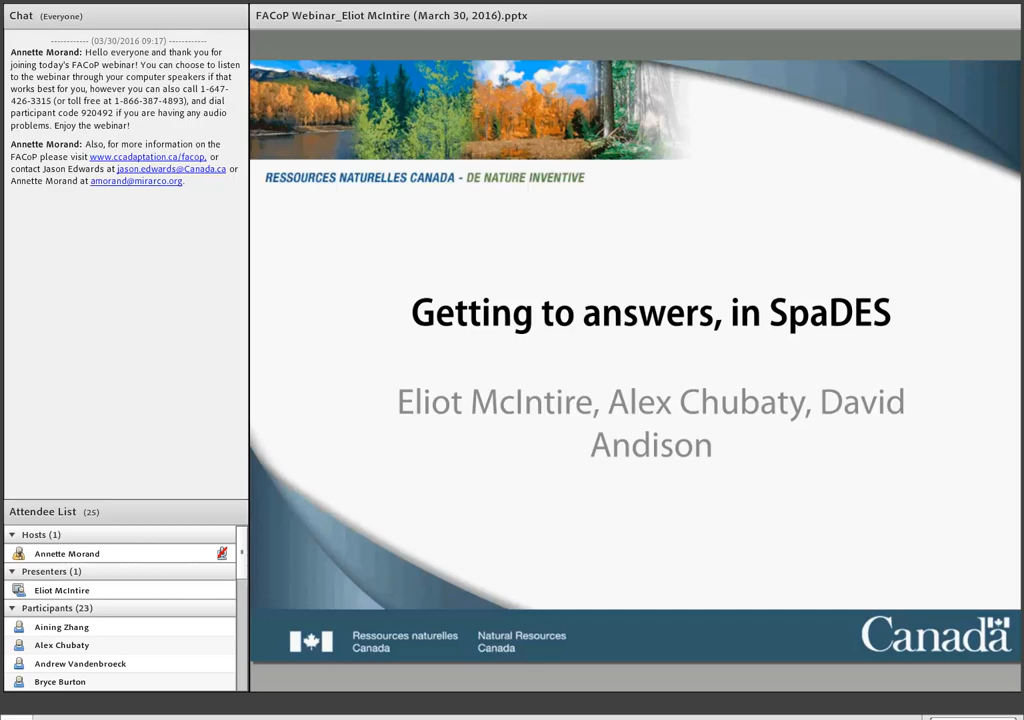 Chat (Everyone)
------------ (03/30/2016 09:17) ------------
Annette Morand: Hello everyone and thank you for
joining today's FACoP webinar! You can choose to listen
to the webinar through your computer speakers if that
works best for you, however you can also call 1-647-
426-3315 (or toll free at 1-866-387-4893), and dial
participant code 920492 if you are having any audio
problems. Enjoy the webinar!
Annette Morand: Also, for more information on the
FACoP please visit www.ccadaptation.ca/facop, or
contact Jason Edwards at jason.edwards@Canada.ca or
Annette Morand at amorand@mirarco.org.
Attendee List (25)
Hosts (1)
Annette Morand
Presenters (1)
Eliot McIntire
Participants (23)
Aining Zhang
Alex Chubaty
Andrew Vandenbroeck
Bryce Burton
FACoP Webinar_Eliot McIntire (March 30, 2016).pptx
RESSOURCES NATURELLES CANADA - DE NATURE INVENTIVE
Getting to answers, in SpaDES
Eliot McIntire, Alex Chubaty, David
Andison
Ressources naturelles
Canada
Natural Resources
Canada
Canada